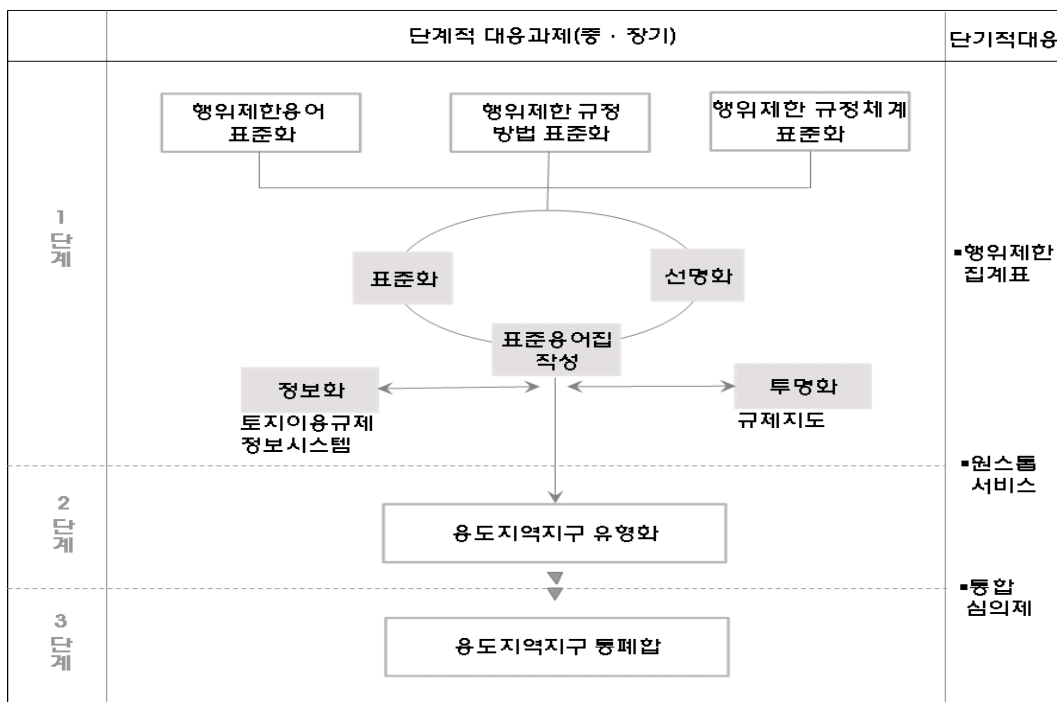 단계적 대응과제(중 · 장기)
단기적대응
행위제한용어
표준화
행위제한 규정
방법 표준화
행위제한 규정체계
표준화
1
단
계
표준화
선명화
▪행위제한
집계표
표준용어집
작성
정보화
투명화
토지이용규제
정보시스템
규제지도
▪원스톱
서비스
2
단
계
용도지역지구 유형화
▪통합
심의제
3
단
계
용도지역지구 통폐합